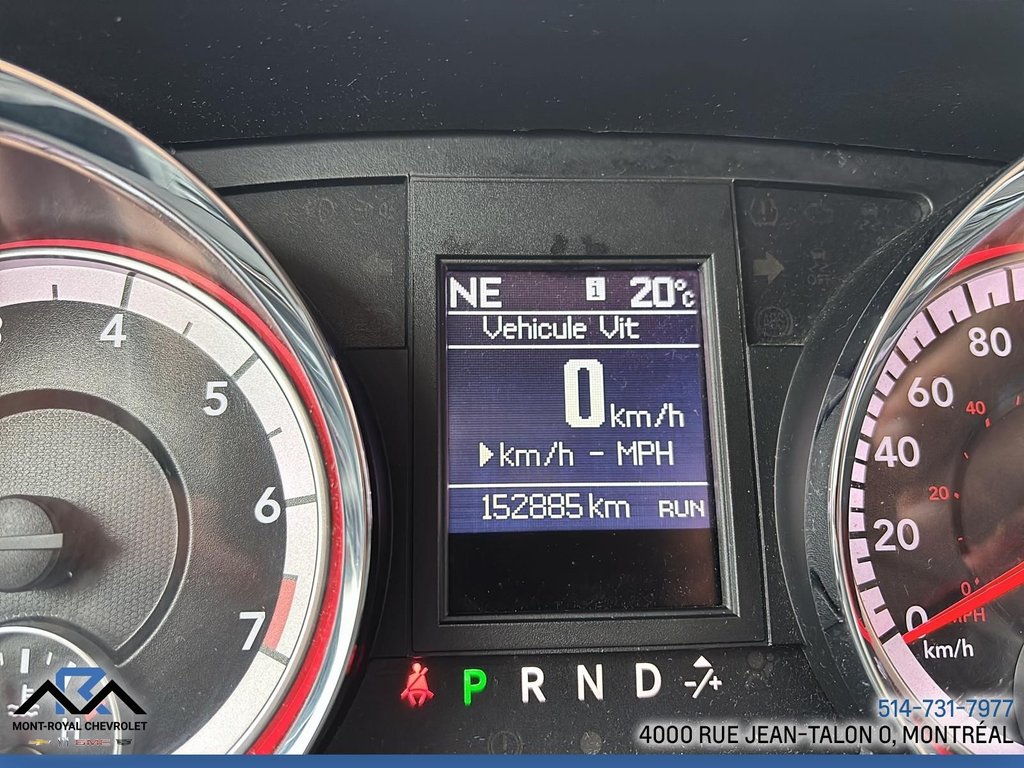 NE i 20°C
Vehicule Vit
0 km/h
km/h - MPH
152885 km RUN
4
5
6
7
80
60
40
20
0
km/h
40
20
0
MPH
P R N D -/+
MONT-ROYAL CHEVROLET
GMC
514-731-7977
4000 RUE JEAN-TALON O, MONTRÉAL